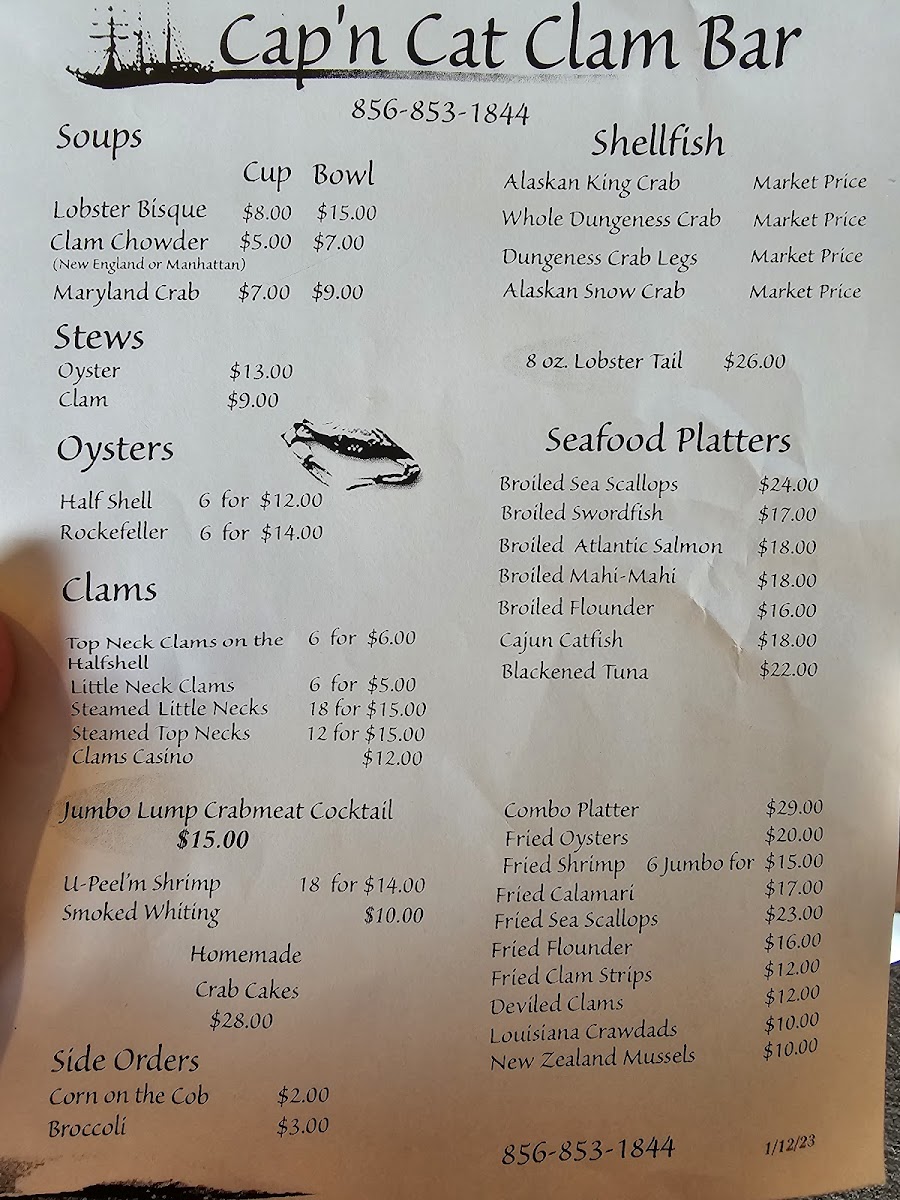 Cap'n Cat Clam Bar
856-853-1844
Soups
Cup Bowl
Lobster Bisque $8.00 $15.00
Clam Chowder $5.00 $7.00
(New England or Manhattan)
Maryland Crab $7.00 $9.00
Stews
Oyster $13.00
Clam $9.00
Oysters
Half Shell 6 for $12.00
Rockefeller 6 for $14.00
Clams
Top Neck Clams on the 6 for $6.00
Halfshell
Little Neck Clams 6 for $5.00
Steamed Little Necks 18 for $15.00
Steamed Top Necks 12 for $15.00
Clams Casino $12.00
Jumbo Lump Crabmeat Cocktail
$15.00
U-Peel'm Shrimp 18 for $14.00
Smoked Whiting $10.00
Homemade
Crab Cakes
$28.00
Side Orders
Corn on the Cob $2.00
Broccoli $3.00
Shellfish
Alaskan King Crab Market Price
Whole Dungeness Crab Market Price
Dungeness Crab Legs Market Price
Alaskan Snow Crab Market Price
8 oz. Lobster Tail $26.00
Seafood Platters
Broiled Sea Scallops $24.00
Broiled Swordfish $17.00
Broiled Atlantic Salmon $18.00
Broiled Mahi-Mahi $18.00
Broiled Flounder $16.00
Cajun Catfish $18.00
Blackened Tuna $22.00
Combo Platter $29.00
Fried Oysters $20.00
Fried Shrimp 6 Jumbo for $15.00
Fried Calamari $17.00
Fried Sea Scallops $23.00
Fried Flounder $16.00
Fried Clam Strips $12.00
Deviled Clams $12.00
Louisiana Crawdads $10.00
New Zealand Mussels $10.00
856-853-1844 1/12/23